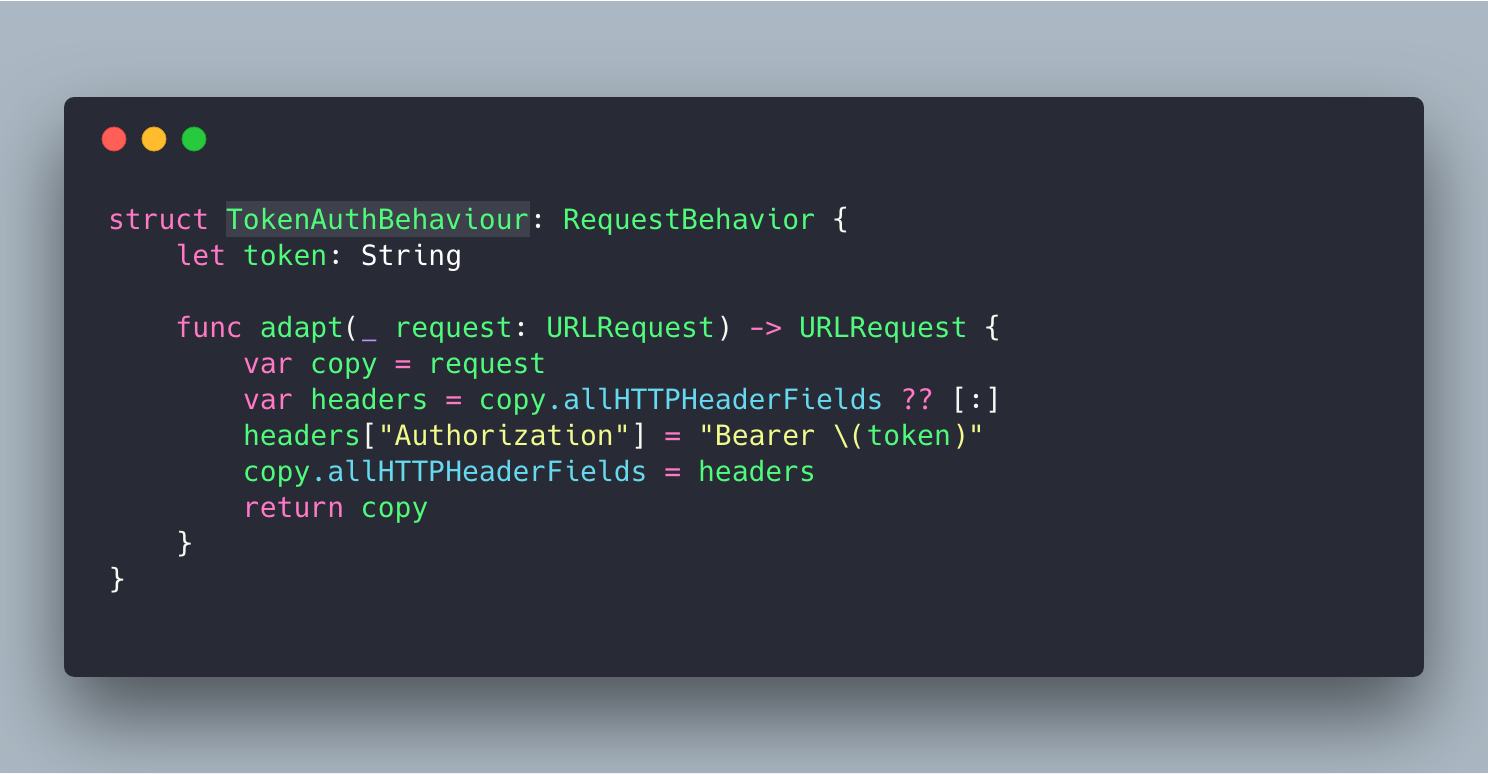 struct TokenAuthBehaviour: RequestBehavior {
    let token: String

    func adapt(_ request: URLRequest) -> URLRequest {
        var copy = request
        var headers = copy.allHTTPHeaderFields ?? [:]
        headers["Authorization"] = "Bearer \(token)"
        copy.allHTTPHeaderFields = headers
        return copy
    }
}